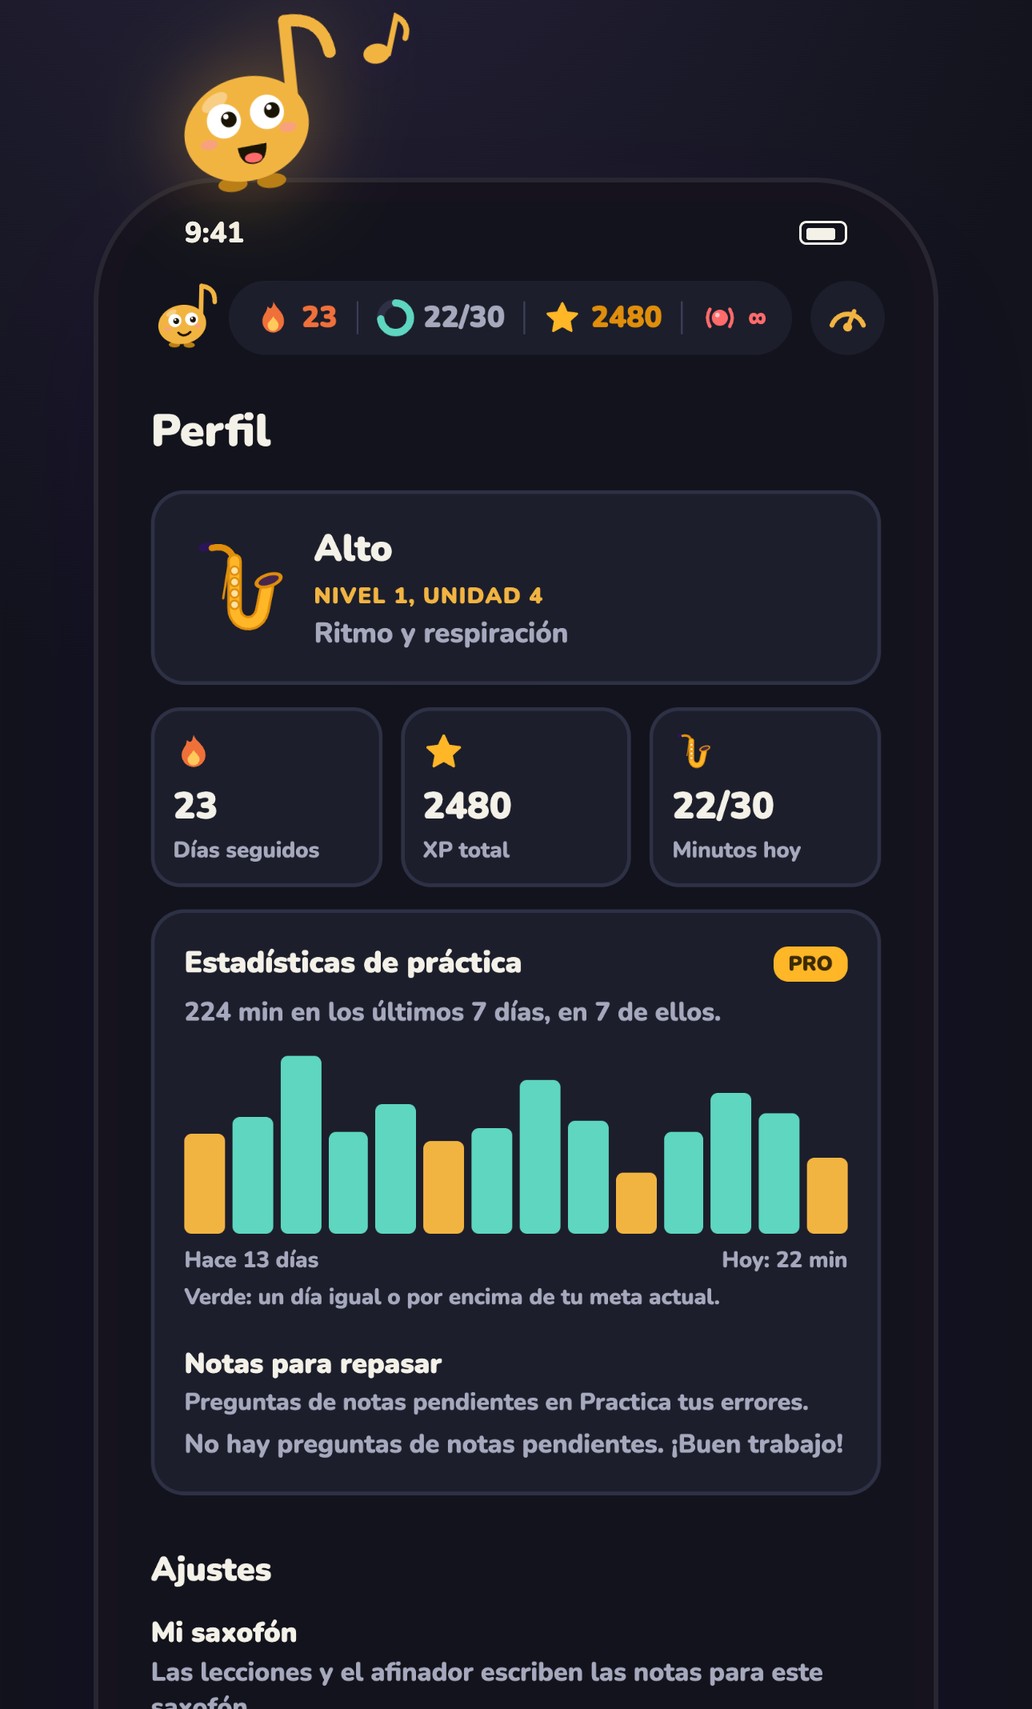 9:41
23 22/30 2480 ∞
Perfil
Alto
NIVEL 1, UNIDAD 4
Ritmo y respiración
23
Días seguidos
2480
XP total
22/30
Minutos hoy
Estadísticas de práctica
PRO
224 min en los últimos 7 días, en 7 de ellos.
Hace 13 días
Hoy: 22 min
Verde: un día igual o por encima de tu meta actual.
Notas para repasar
Preguntas de notas pendientes en Practica tus errores.
No hay preguntas de notas pendientes. ¡Buen trabajo!
Ajustes
Mi saxofón
Las lecciones y el afinador escriben las notas para este
saxofón